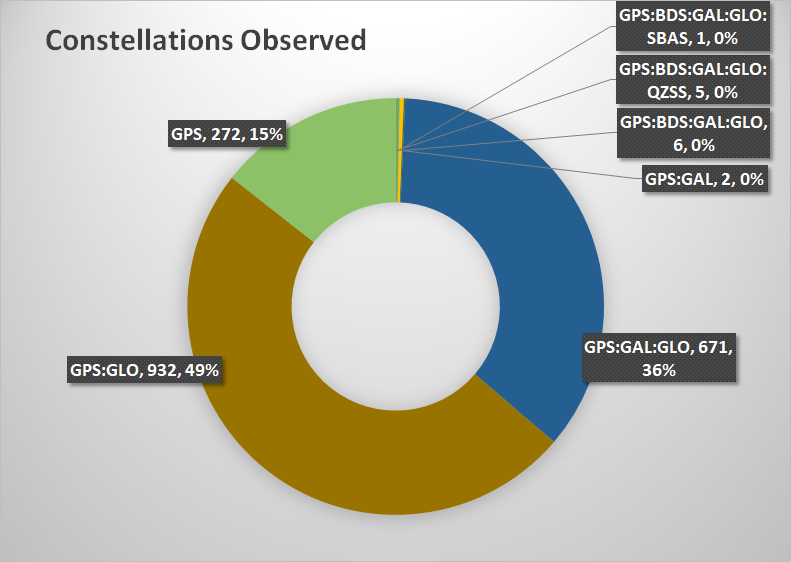 Constellations Observed
GPS:BDS:GAL:GLO:
SBAS, 1, 0%
GPS:BDS:GAL:GLO:
QZSS, 5, 0%
GPS:BDS:GAL:GLO,
6, 0%
GPS:GAL, 2, 0%
GPS, 272, 15%
GPS:GAL:GLO, 671,
36%
GPS:GLO, 932, 49%